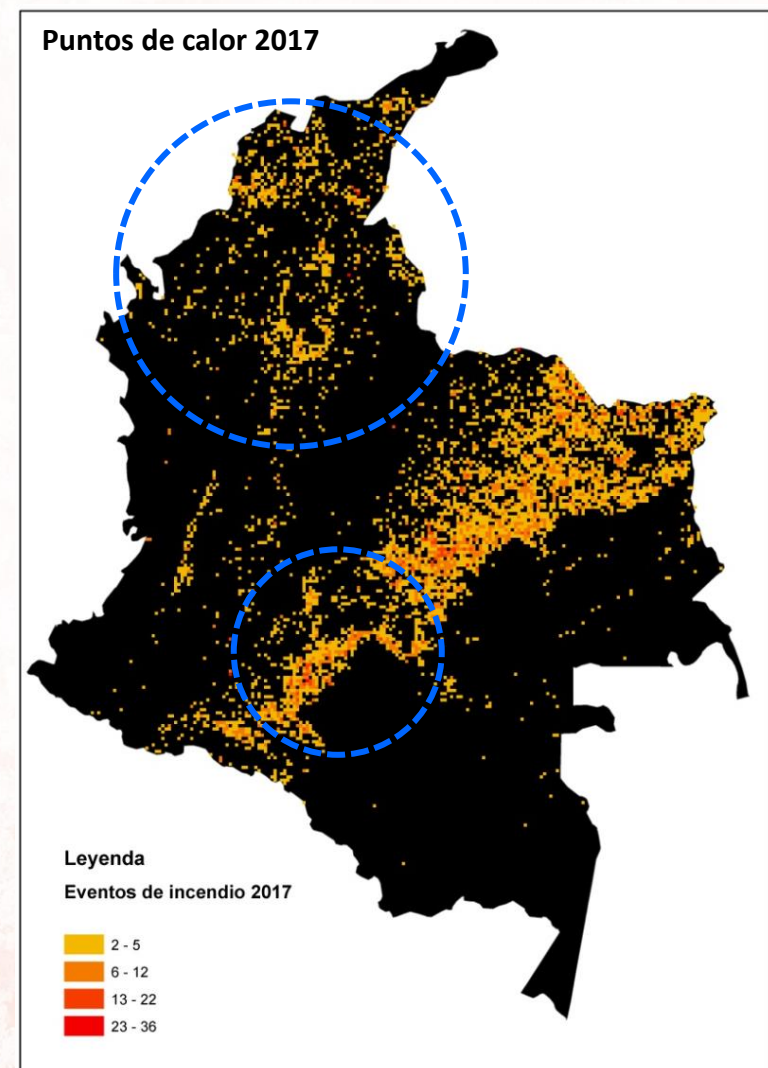 Puntos de calor 2017
Leyenda
Eventos de incendio 2017
2 - 5
6 - 12
13 - 22
23 - 36